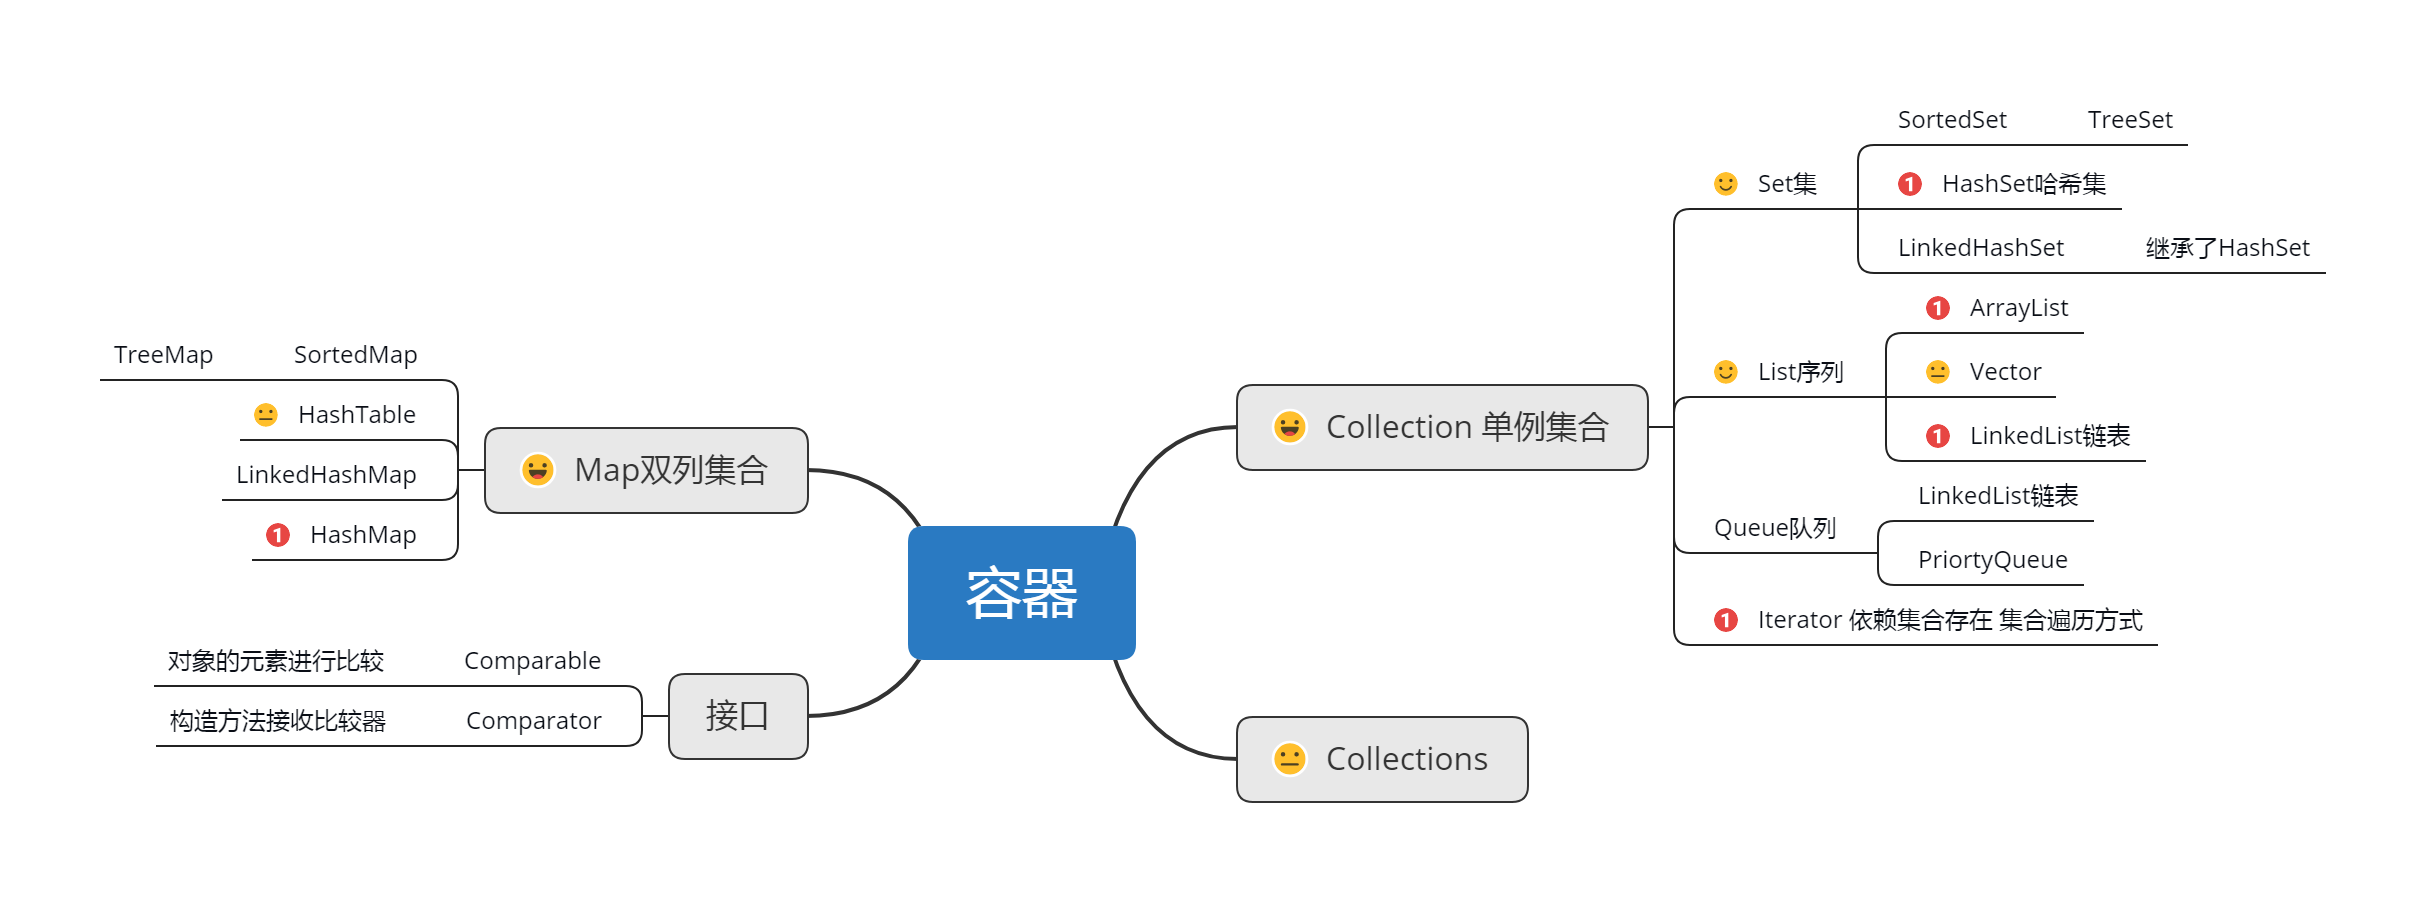 容器
Collection 单例集合
Set集
SortedSet
TreeSet
1 HashSet哈希集
LinkedHashSet
继承了HashSet
List序列
1 ArrayList
Vector
1 LinkedList链表
Queue队列
LinkedList链表
PriortyQueue
1 Iterator 依赖集合存在 集合遍历方式
Collections
Map双列集合
SortedMap
TreeMap
HashTable
LinkedHashMap
1 HashMap
接口
Comparable
对象的元素进行比较
Comparator
构造方法接收比较器